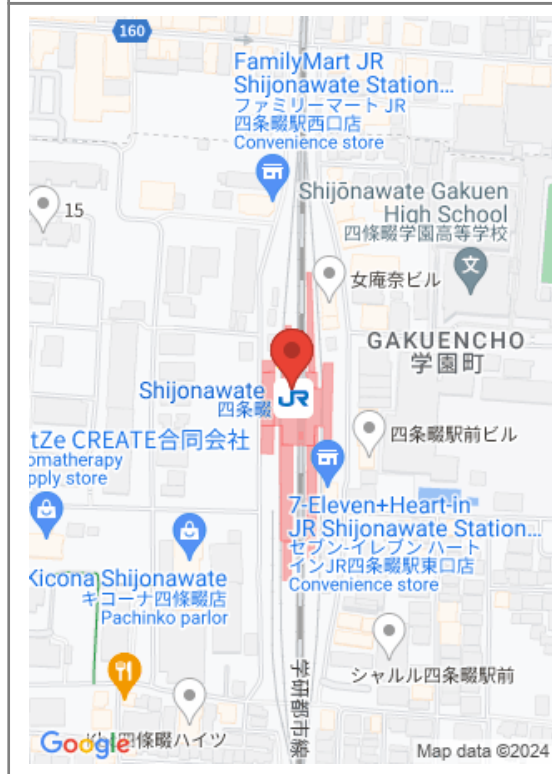 160
FamilyMart JR
Shijonawate Station...
ファミリーマート JR
四条畷駅西口店
Convenience store
15
Shijōnawate Gakuen
High School
四條畷学園高等学校
文
女庵奈ビル
GAKUENCHO
学園町
Shijonawate
四条畷
JR
tZe CREATE合同会社
omatherapy
pply store
四条畷駅前ビル
7-Eleven+Heart-in
JR Shijonawate Station...
セブン-イレブン ハート
インJR四条畷駅東口店
Convenience store
Kicona Shijonawate
キコーナ四條畷店
Pachinko parlor
シャルル四条畷駅前
学研都市線
四條畷ハイツ
Google
Map data ©2024